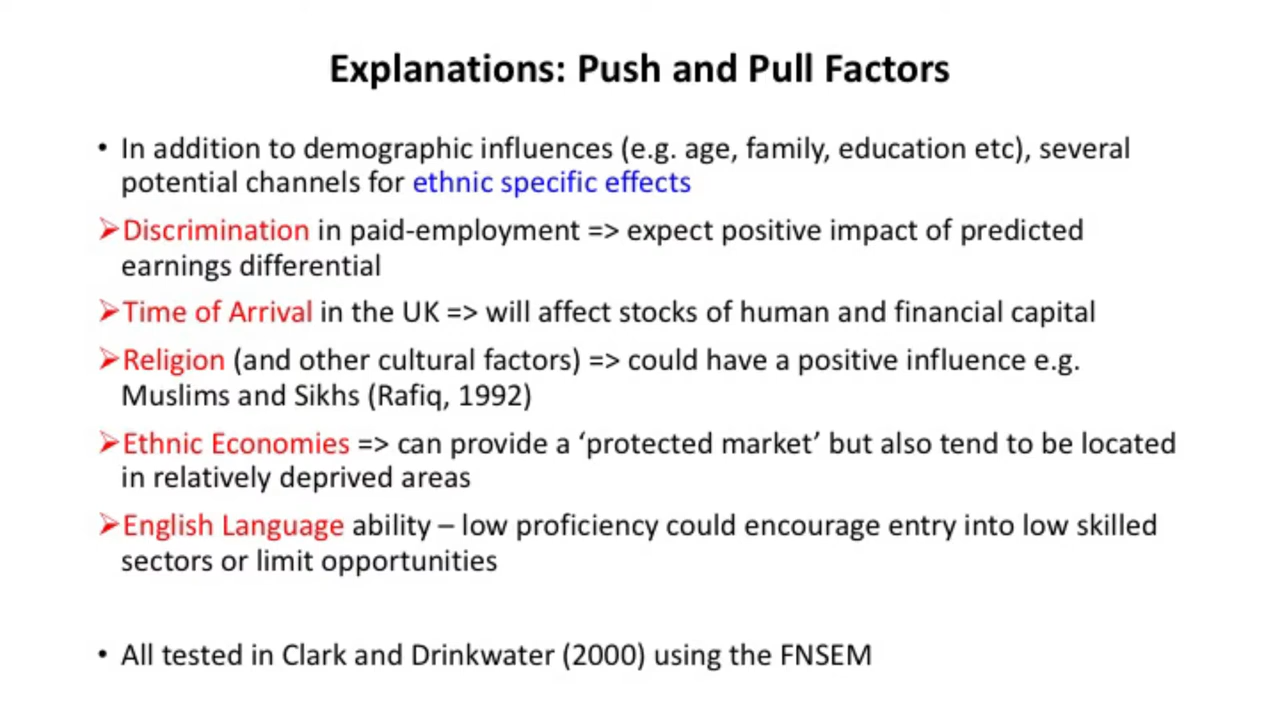 Explanations: Push and Pull Factors
• In addition to demographic influences (e.g. age, family, education etc), several
potential channels for ethnic specific effects
➢Discrimination in paid-employment => expect positive impact of predicted
earnings differential
➢Time of Arrival in the UK => will affect stocks of human and financial capital
➢Religion (and other cultural factors) => could have a positive influence e.g.
Muslims and Sikhs (Rafiq, 1992)
➢Ethnic Economies => can provide a ‘protected market’ but also tend to be located
in relatively deprived areas
➢English Language ability – low proficiency could encourage entry into low skilled
sectors or limit opportunities
• All tested in Clark and Drinkwater (2000) using the FNSEM